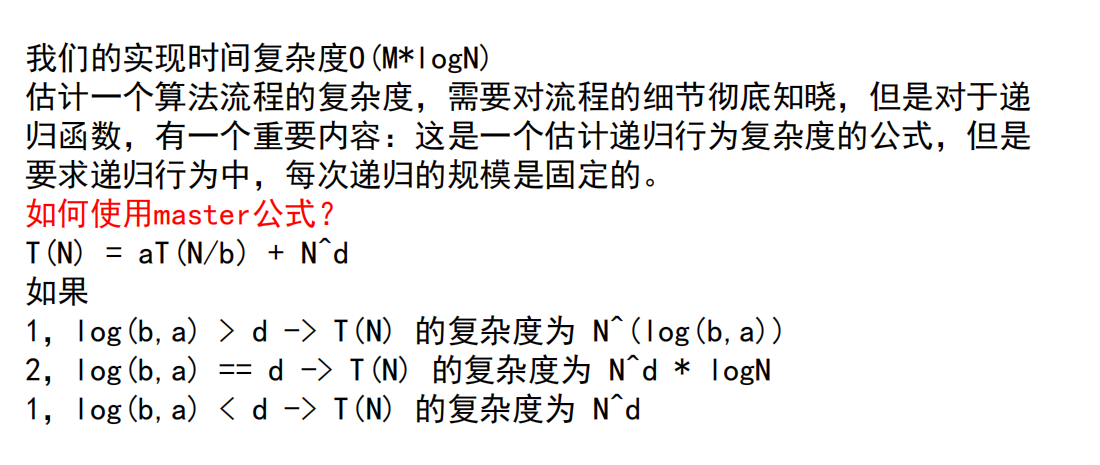 我们的实现时间复杂度O(M*logN)
估计一个算法流程的复杂度，需要对流程的细节彻底知晓，但是对于递
归函数，有一个重要内容：这是一个估计递归行为复杂度的公式，但是
要求递归行为中，每次递归的规模是固定的。
如何使用master公式？
T(N) = aT(N/b) + N^d
如果
1，log(b,a) > d -> T(N) 的复杂度为 N^(log(b,a))
2，log(b,a) == d -> T(N) 的复杂度为 N^d * logN
1，log(b,a) < d -> T(N) 的复杂度为 N^d